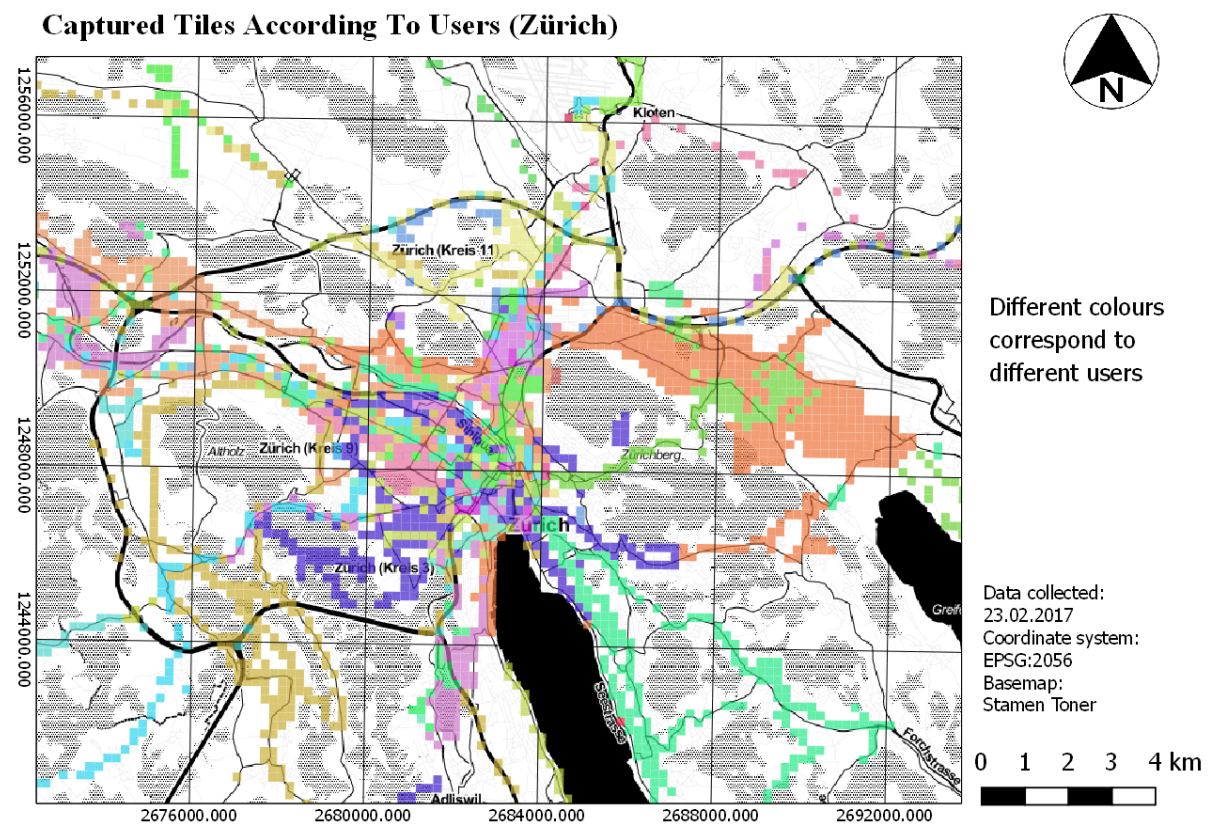 Captured Tiles According To Users (Zürich)
N
1256000.000
1252000.000
1248000.000
1244000.000
Kloten
Zürich (Kreis 11)
Altholz
Zürich (Kreis 9)
Zürichberg
Zürich
Zürich (Kreis 3)
Seestrasse
Forchstrasse
Adliswil
2676000.000
2680000.000
2684000.000
2688000.000
2692000.000
Different colours
correspond to
different users
Data collected:
23.02.2017
Coordinate system:
EPSG:2056
Basemap:
Stamen Toner
0 1 2 3 4 km